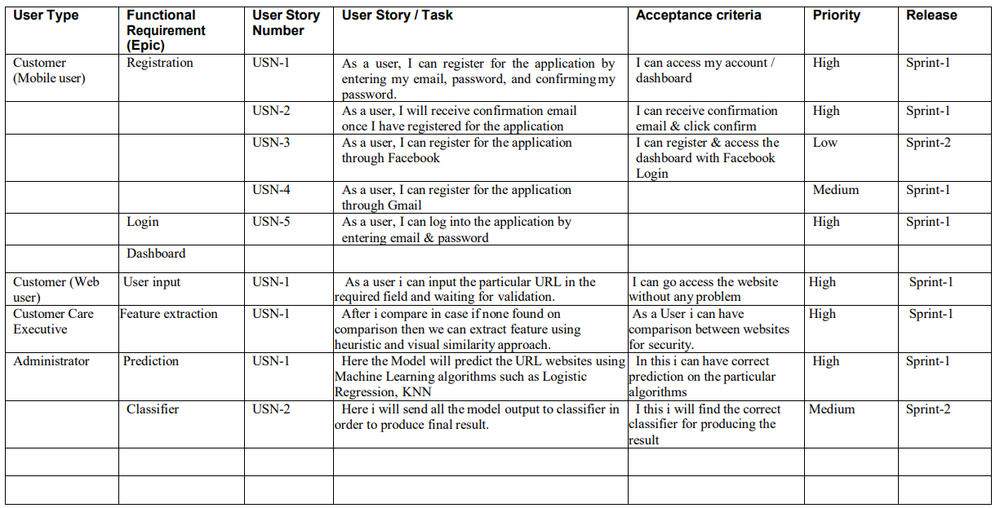 User Type Functional Requirement (Epic) User Story Number User Story / Task Acceptance criteria Priority Release
Customer (Mobile user) Registration USN-1 As a user, I can register for the application by entering my email, password, and confirming my password. I can access my account / dashboard High Sprint-1
USN-2 As a user, I will receive confirmation email once I have registered for the application I can receive confirmation email & click confirm High Sprint-1
USN-3 As a user, I can register for the application through Facebook I can register & access the dashboard with Facebook Login Low Sprint-2
USN-4 As a user, I can register for the application through Gmail Medium Sprint-1
Login USN-5 As a user, I can log into the application by entering email & password High Sprint-1
Dashboard
Customer (Web user) User input USN-1 As a user i can input the particular URL in the required field and waiting for validation. I can go access the website without any problem High Sprint-1
Customer Care Executive Feature extraction USN-1 After i compare in case if none found on comparison then we can extract feature using heuristic and visual similarity approach. As a User i can have comparison between websites for security. High Sprint-1
Administrator Prediction USN-1 Here the Model will predict the URL websites using Machine Learning algorithms such as Logistic Regression, KNN In this i can have correct prediction on the particular algorithms High Sprint-1
Classifier USN-2 Here i will send all the model output to classifier in order to produce final result. I this i will find the correct classifier for producing the result Medium Sprint-2